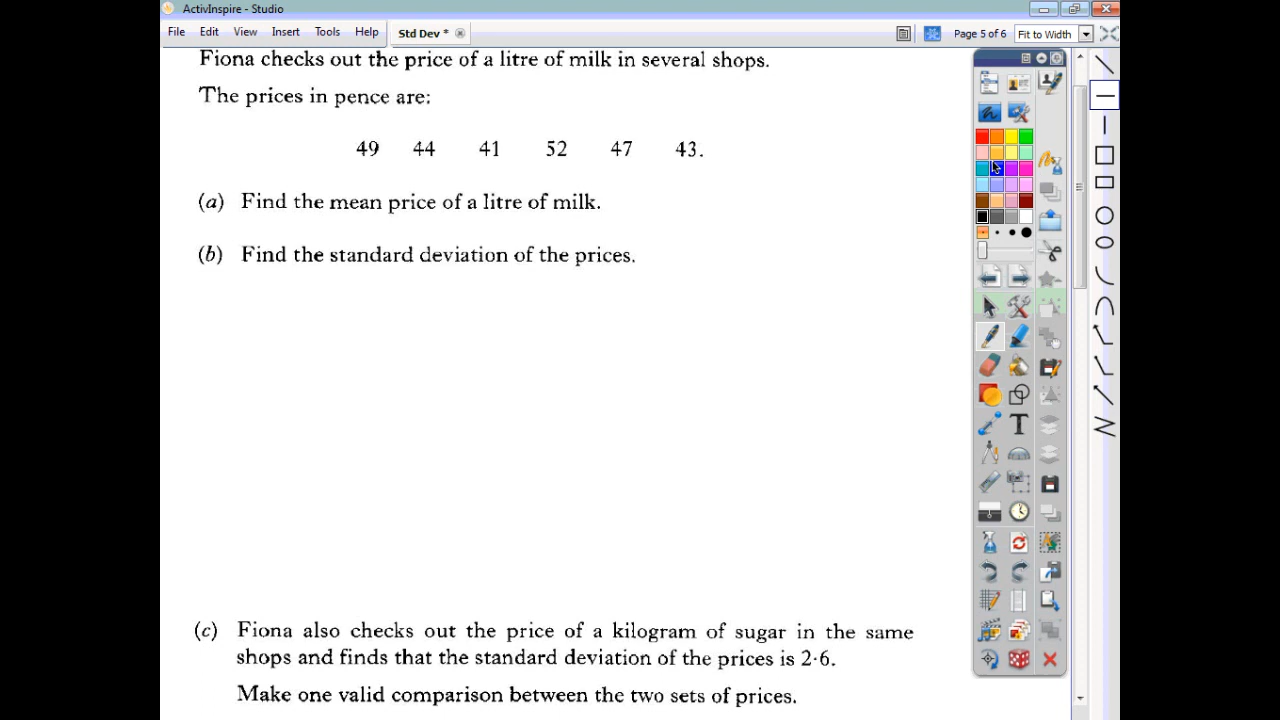 ActivInspire - Studio
File Edit View Insert Tools Help Std Dev * Page 5 of 6 Fit to Width
Fiona checks out the price of a litre of milk in several shops.
The prices in pence are:
49 44 41 52 47 43.
(a) Find the mean price of a litre of milk.
(b) Find the standard deviation of the prices.
(c) Fiona also checks out the price of a kilogram of sugar in the same
shops and finds that the standard deviation of the prices is 2·6.
Make one valid comparison between the two sets of prices.